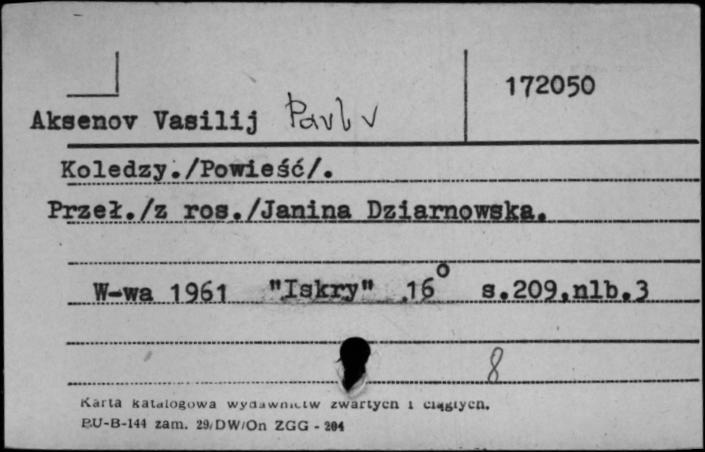 172050
Aksenov Vasilij Pavl v
Koledzy./Powieść/.
Przeł./z ros./Janina Dziarnowska.
W-wa 1961 "Iskry" 16° s.209,nlb.3
8
Karta katalogowa wydawnictw zwartych i ciągłych.
PU-B-144 zam. 29/DW/On ZGG - 204